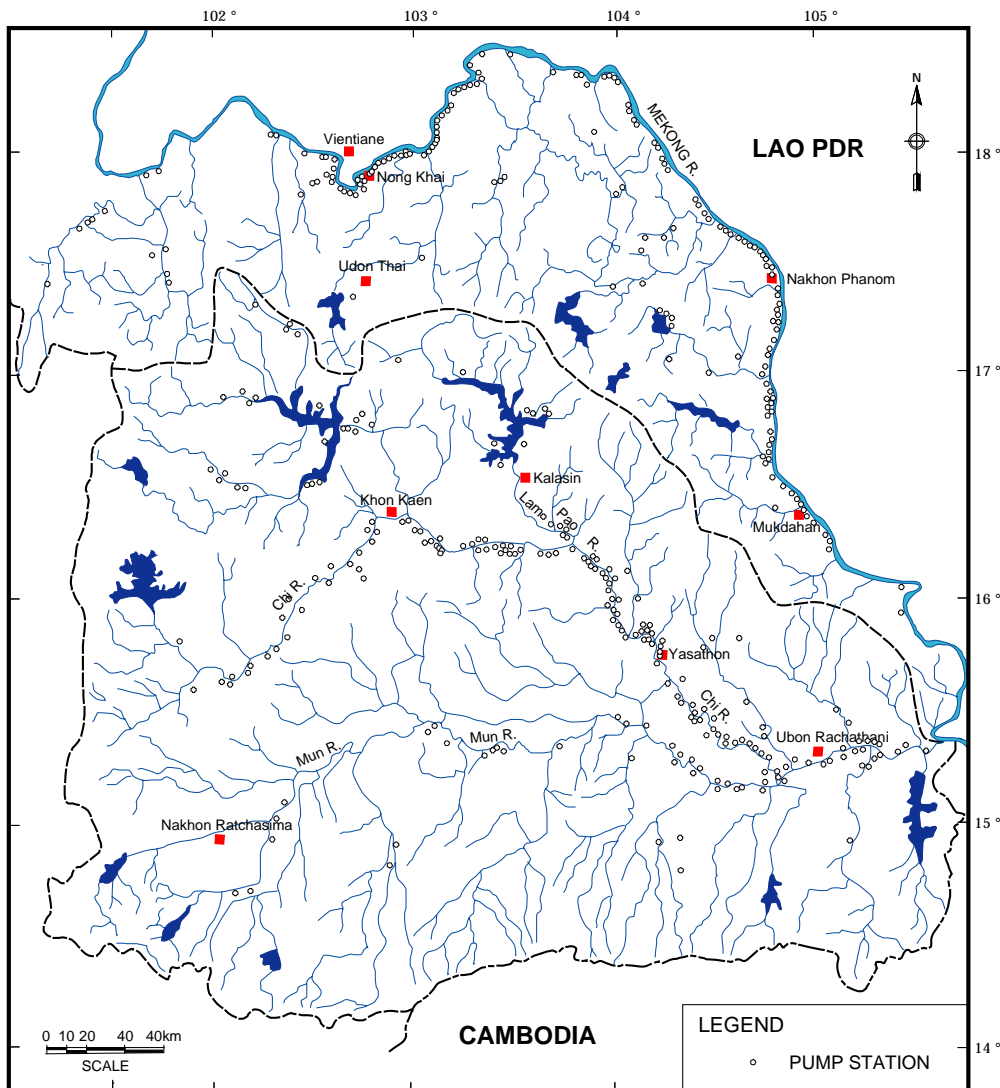 102 °
103 °
104 °
105 °
N
MEKONG R.
Vientiane
LAO PDR
18 °
Nong Khai
Udon Thai
Nakhon Phanom
17 °
Kalasin
Khon Kaen
Lam Pao R.
Mukdahan
Chi R.
16 °
Yasathon
Chi R.
Mun R.
Mun R.
Ubon Rachathani
Nakhon Ratchasima
15 °
CAMBODIA
LEGEND
0 10 20 40 40km
SCALE
PUMP STATION
14 °